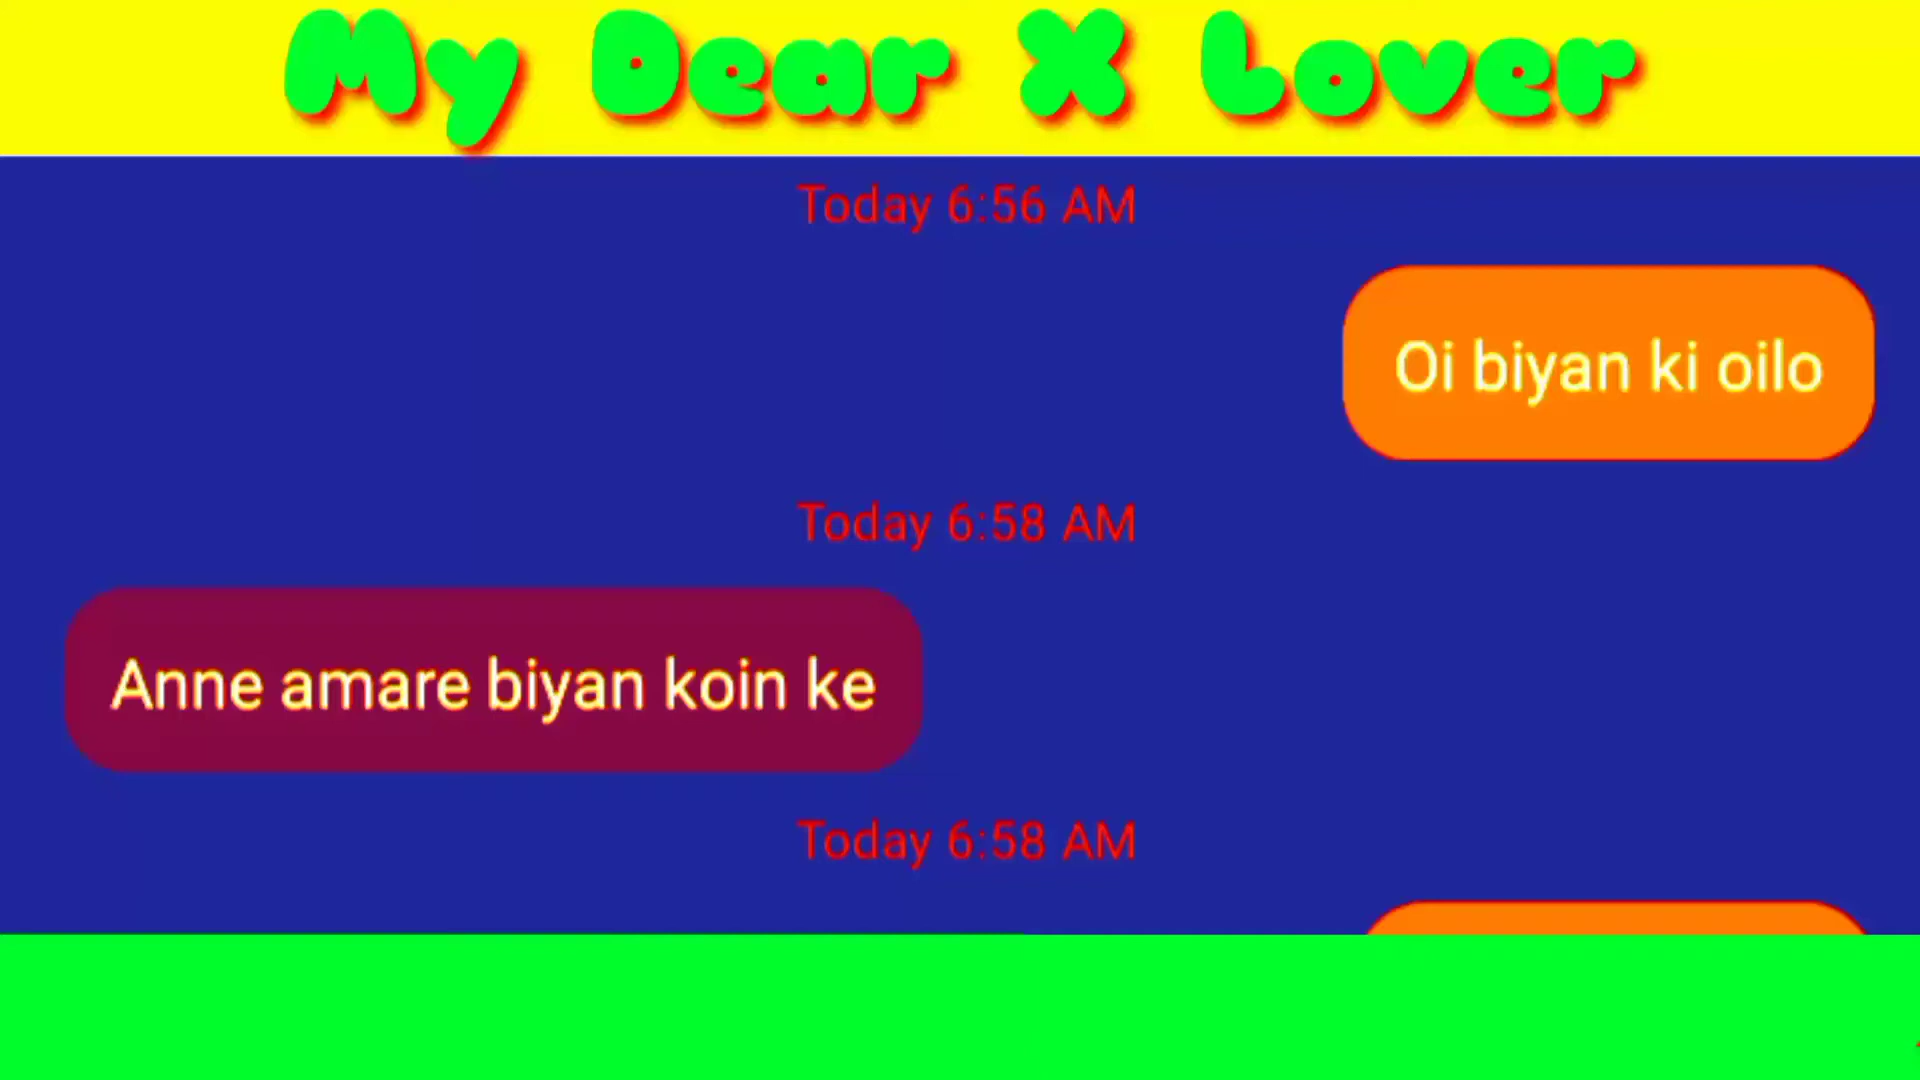 My Dear X Lover
Today 6:56 AM
Oi biyan ki oilo
Today 6:58 AM
Anne amare biyan koin ke
Today 6:58 AM